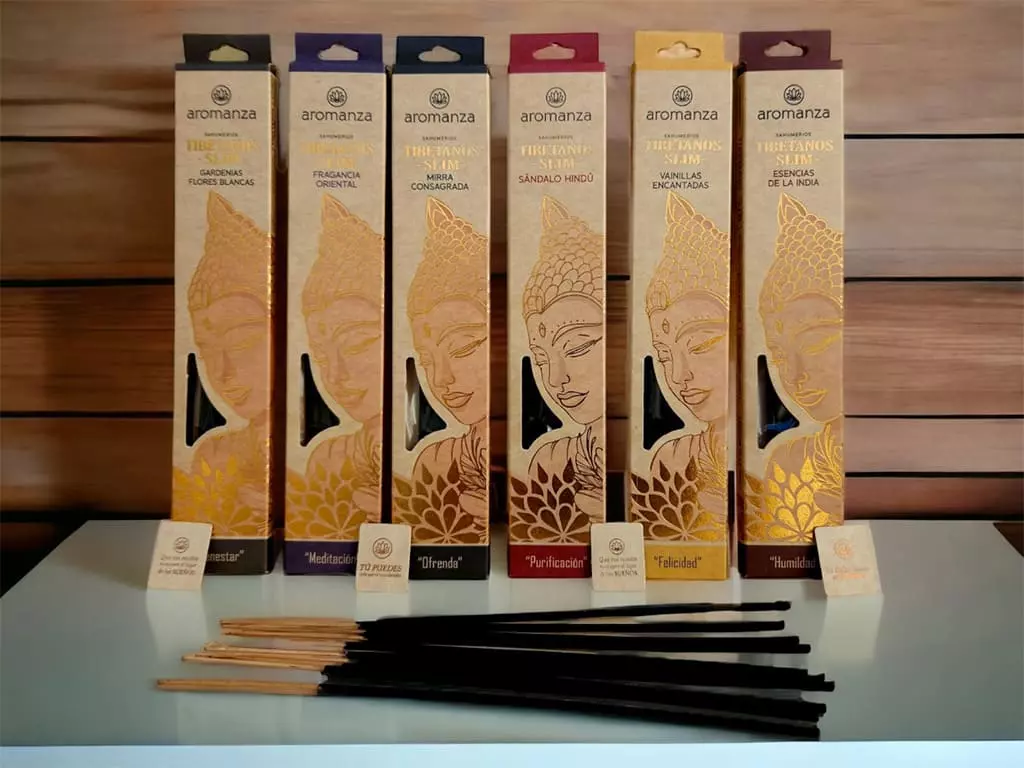 aromanza
SAHUMERIOS
TIBETANOS
SLIM
GARDENIAS
FLORES BLANCAS
"Bienestar"
aromanza
SAHUMERIOS
TIBETANOS
SLIM
FRAGANCIA
ORIENTAL
"Meditación"
aromanza
SAHUMERIOS
TIBETANOS
SLIM
MIRRA
CONSAGRADA
"Ofrenda"
aromanza
SAHUMERIOS
TIBETANOS
SLIM
SÁNDALO HINDÚ
"Purificación"
aromanza
SAHUMERIOS
TIBETANOS
SLIM
VAINILLAS
ENCANTADAS
"Felicidad"
aromanza
SAHUMERIOS
TIBETANOS
SLIM
ESENCIAS
DE LA INDIA
"Humildad
TÚ PUEDES